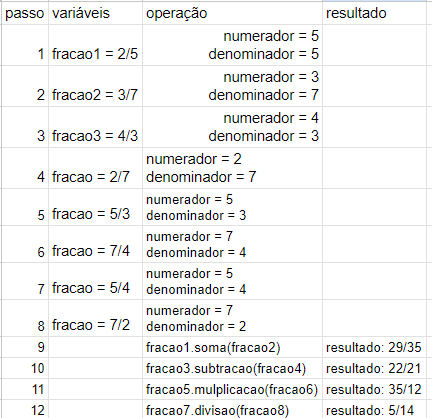 passo variáveis operação resultado
numerador = 5
1 fracao1 = 2/5 denominador = 5
numerador = 3
2 fracao2 = 3/7 denominador = 7
numerador = 4
3 fracao3 = 4/3 denominador = 3
numerador = 2
4 fracao = 2/7 denominador = 7
numerador = 5
5 fracao = 5/3 denominador = 3
numerador = 7
6 fracao = 7/4 denominador = 4
numerador = 5
7 fracao = 5/4 denominador = 4
numerador = 7
8 fracao = 7/2 denominador = 2
9 fracao1.soma(fracao2) resultado: 29/35
10 fracao3.subtracao(fracao4) resultado: 22/21
11 fracao5.mulplicacao(fracao6) resultado: 35/12
12 fracao7.divisao(fracao8) resultado: 5/14